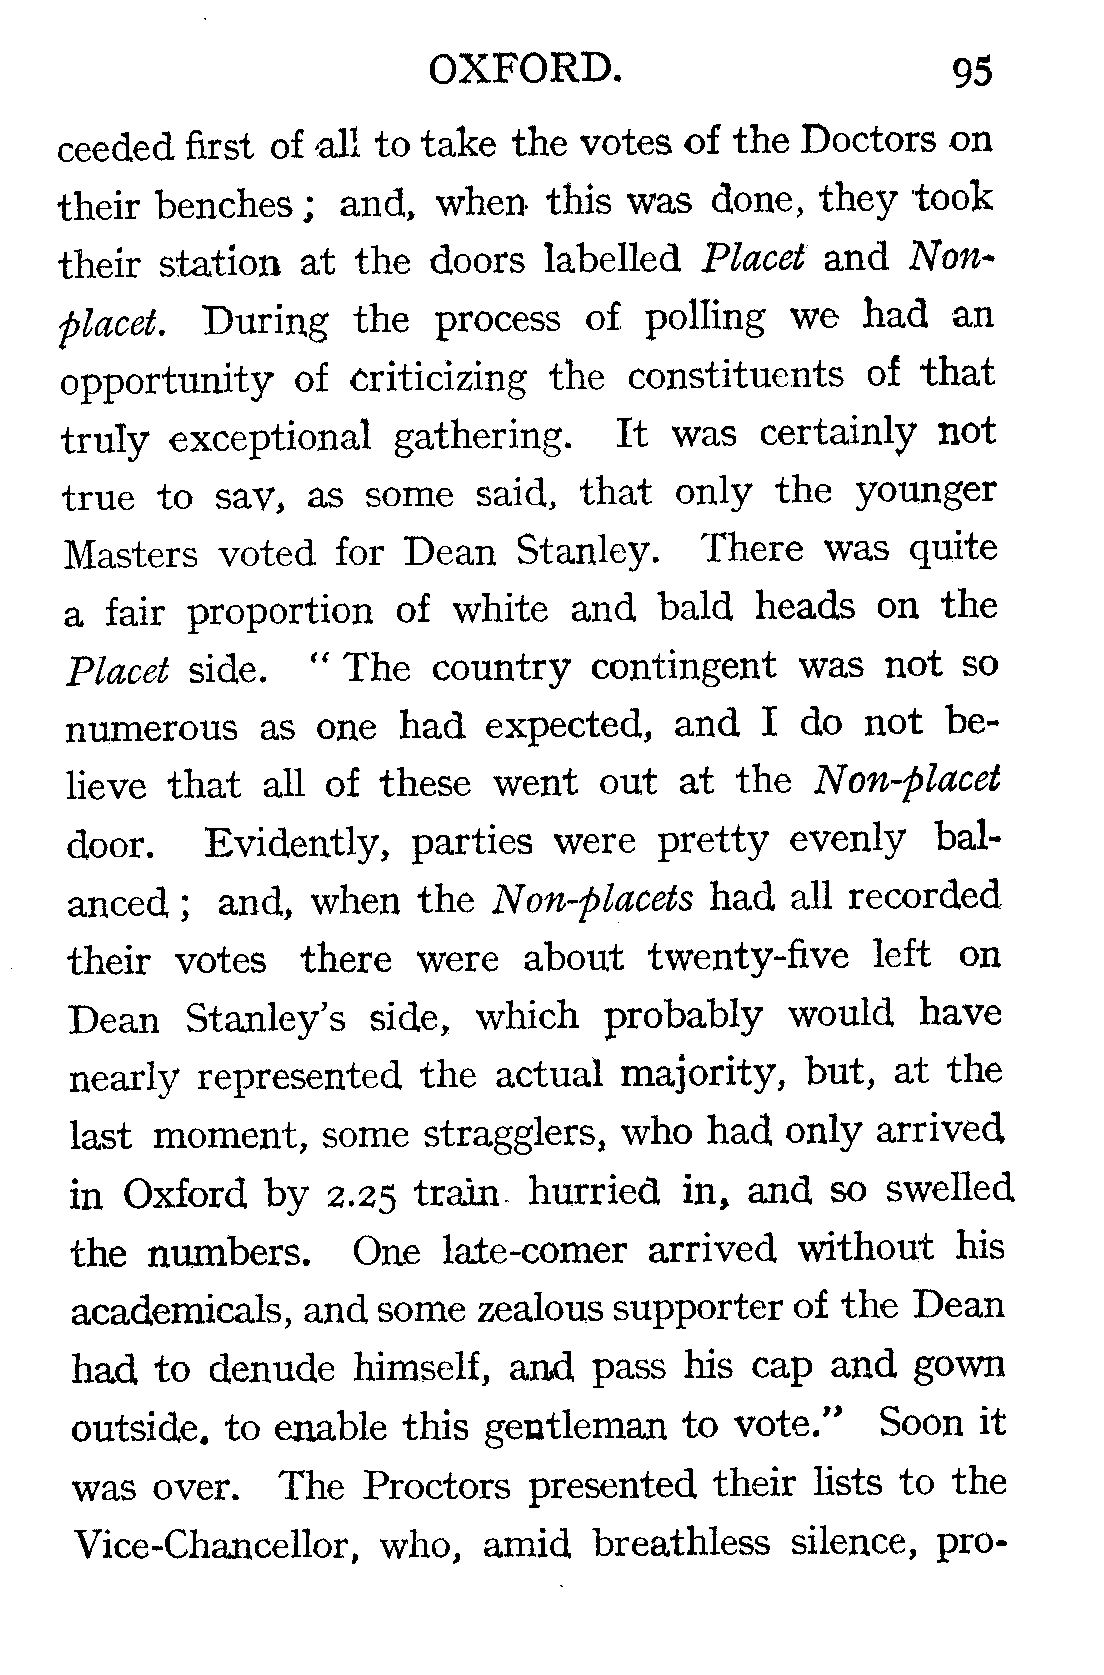 OXFORD. 95
ceeded first of all to take the votes of the Doctors on
their benches ; and, when this was done, they took
their station at the doors labelled Placet and Non-
placet. During the process of polling we had an
opportunity of criticizing the constituents of that
truly exceptional gathering. It was certainly not
true to say, as some said, that only the younger
Masters voted for Dean Stanley. There was quite
a fair proportion of white and bald heads on the
Placet side. " The country contingent was not so
numerous as one had expected, and I do not be-
lieve that all of these went out at the Non-placet
door. Evidently, parties were pretty evenly bal-
anced ; and, when the Non-placets had all recorded
their votes there were about twenty-five left on
Dean Stanley's side, which probably would have
nearly represented the actual majority, but, at the
last moment, some stragglers, who had only arrived
in Oxford by 2.25 train hurried in, and so swelled
the numbers. One late-comer arrived without his
academicals, and some zealous supporter of the Dean
had to denude himself, and pass his cap and gown
outside. to enable this gentleman to vote." Soon it
was over. The Proctors presented their lists to the
Vice-Chancellor, who, amid breathless silence, pro-